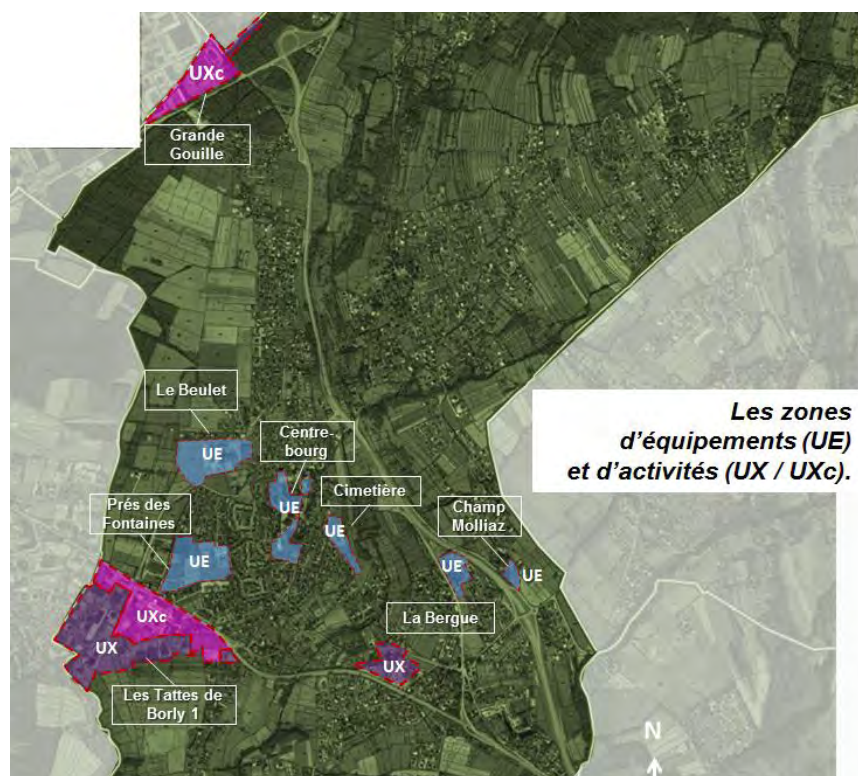 UXc
Grande
Gouille
Le Beulet
Centre-
bourg
UE
UE
Cimetière
Prés des
Fontaines
UE
UE
Champ
Molliaz
UE
UE
La Bergue
UXc
UX
UX
Les Tattes de
Borly 1
Les zones
d'équipements (UE)
et d'activités (UX / UXc).
N